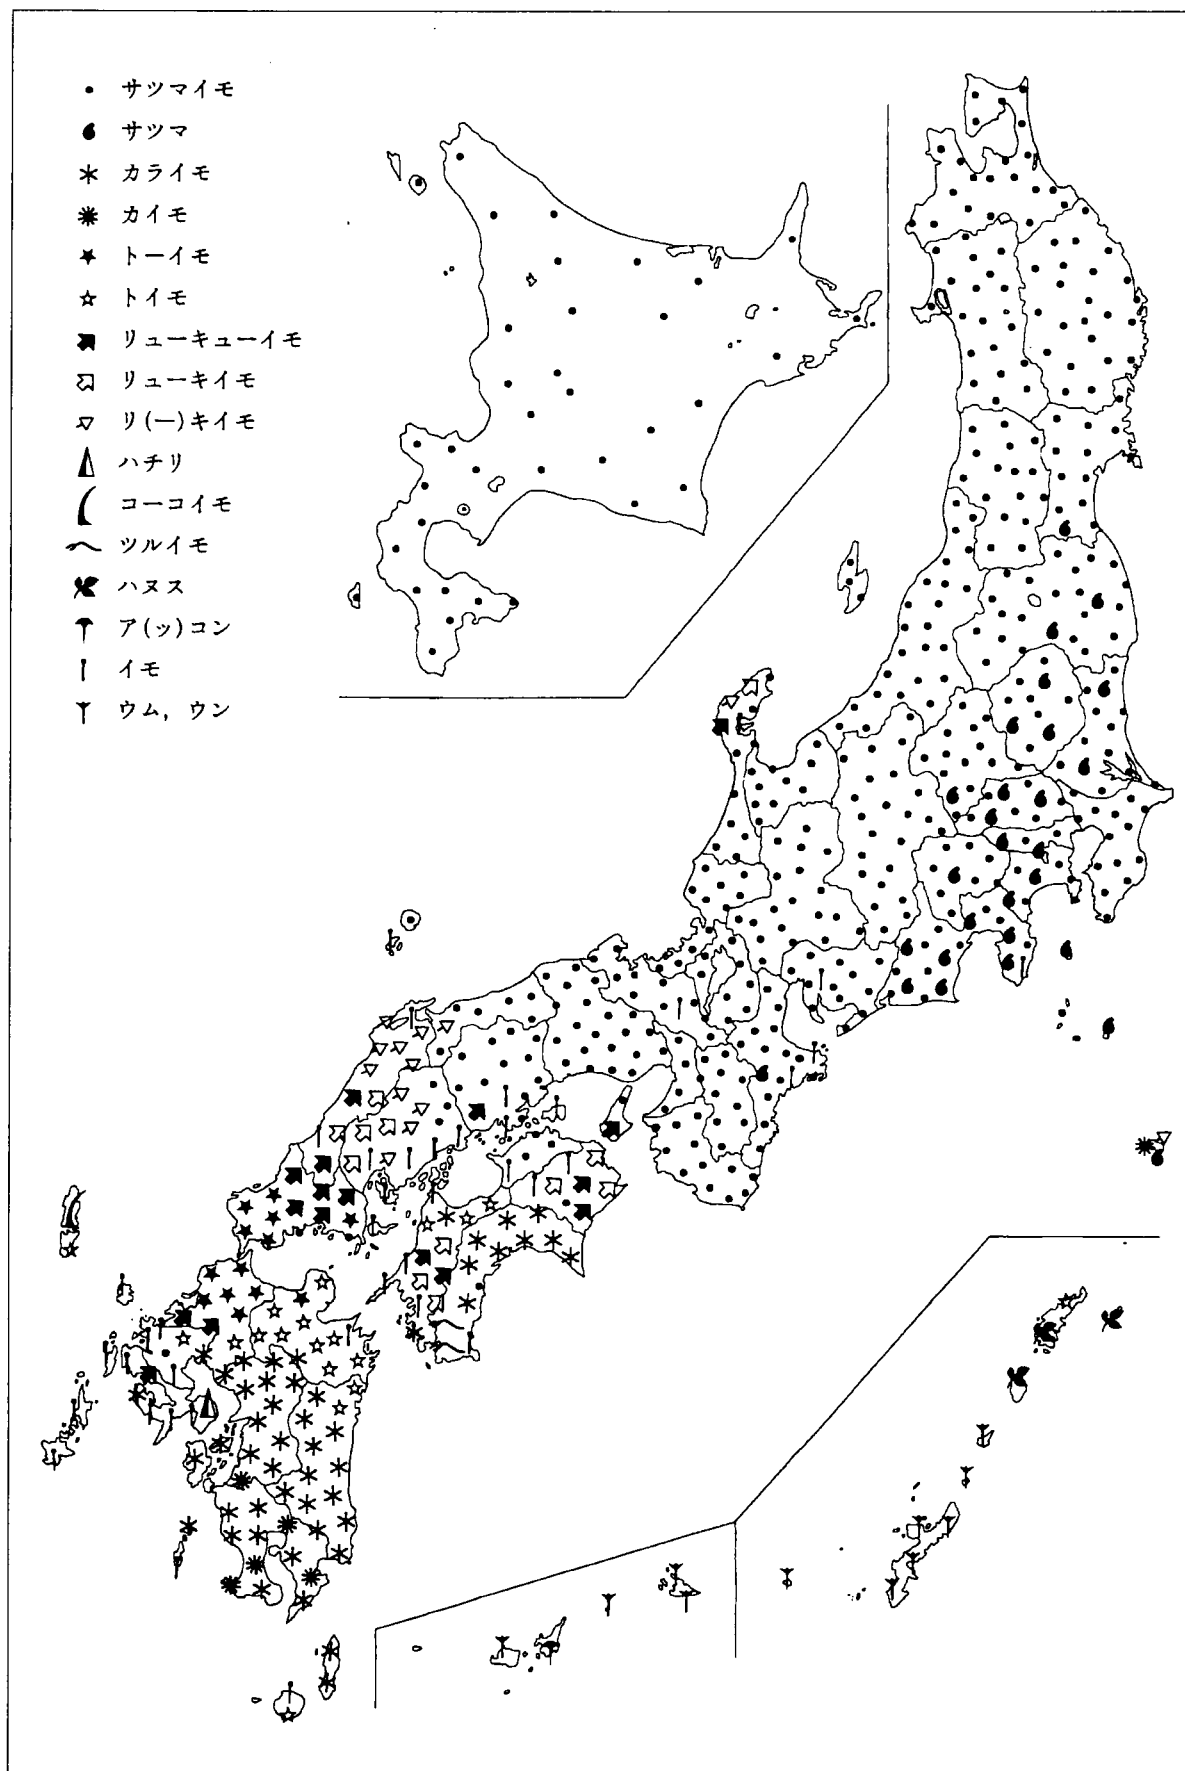 サツマイモ
サツマ
カライモ
カイモ
トーイモ
トイモ
リューキューイモ
リューキイモ
リ(ー)キイモ
ハチリ
コーコイモ
ツルイモ
ハヌス
ア(ッ)コン
イモ
ウム, ウン